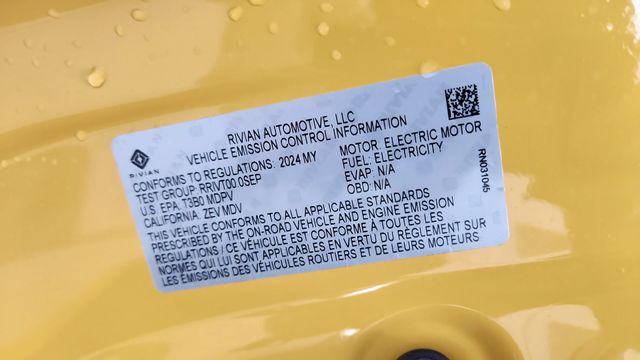 RIVIAN AUTOMOTIVE, LLC
VEHICLE EMISSION CONTROL INFORMATION
RIVIAN
CONFORMS TO REGULATIONS: 2024 MY
TEST GROUP: RRIVT00.0SEP
U.S. EPA: T3B0 MDPV
CALIFORNIA: ZEV MDV
MOTOR: ELECTRIC MOTOR
FUEL: ELECTRICITY
EVAP: N/A
OBD: N/A
THIS VEHICLE CONFORMS TO ALL APPLICABLE STANDARDS
PRESCRIBED BY THE ON-ROAD VEHICLE AND ENGINE EMISSION
REGULATIONS / CE VÉHICULE EST CONFORME À TOUTES LES
NORMES QUI LUI SONT APPLICABLES EN VERTU DU RÈGLEMENT SUR
LES ÉMISSIONS DES VÉHICULES ROUTIERS ET DE LEURS MOTEURS
RN031045